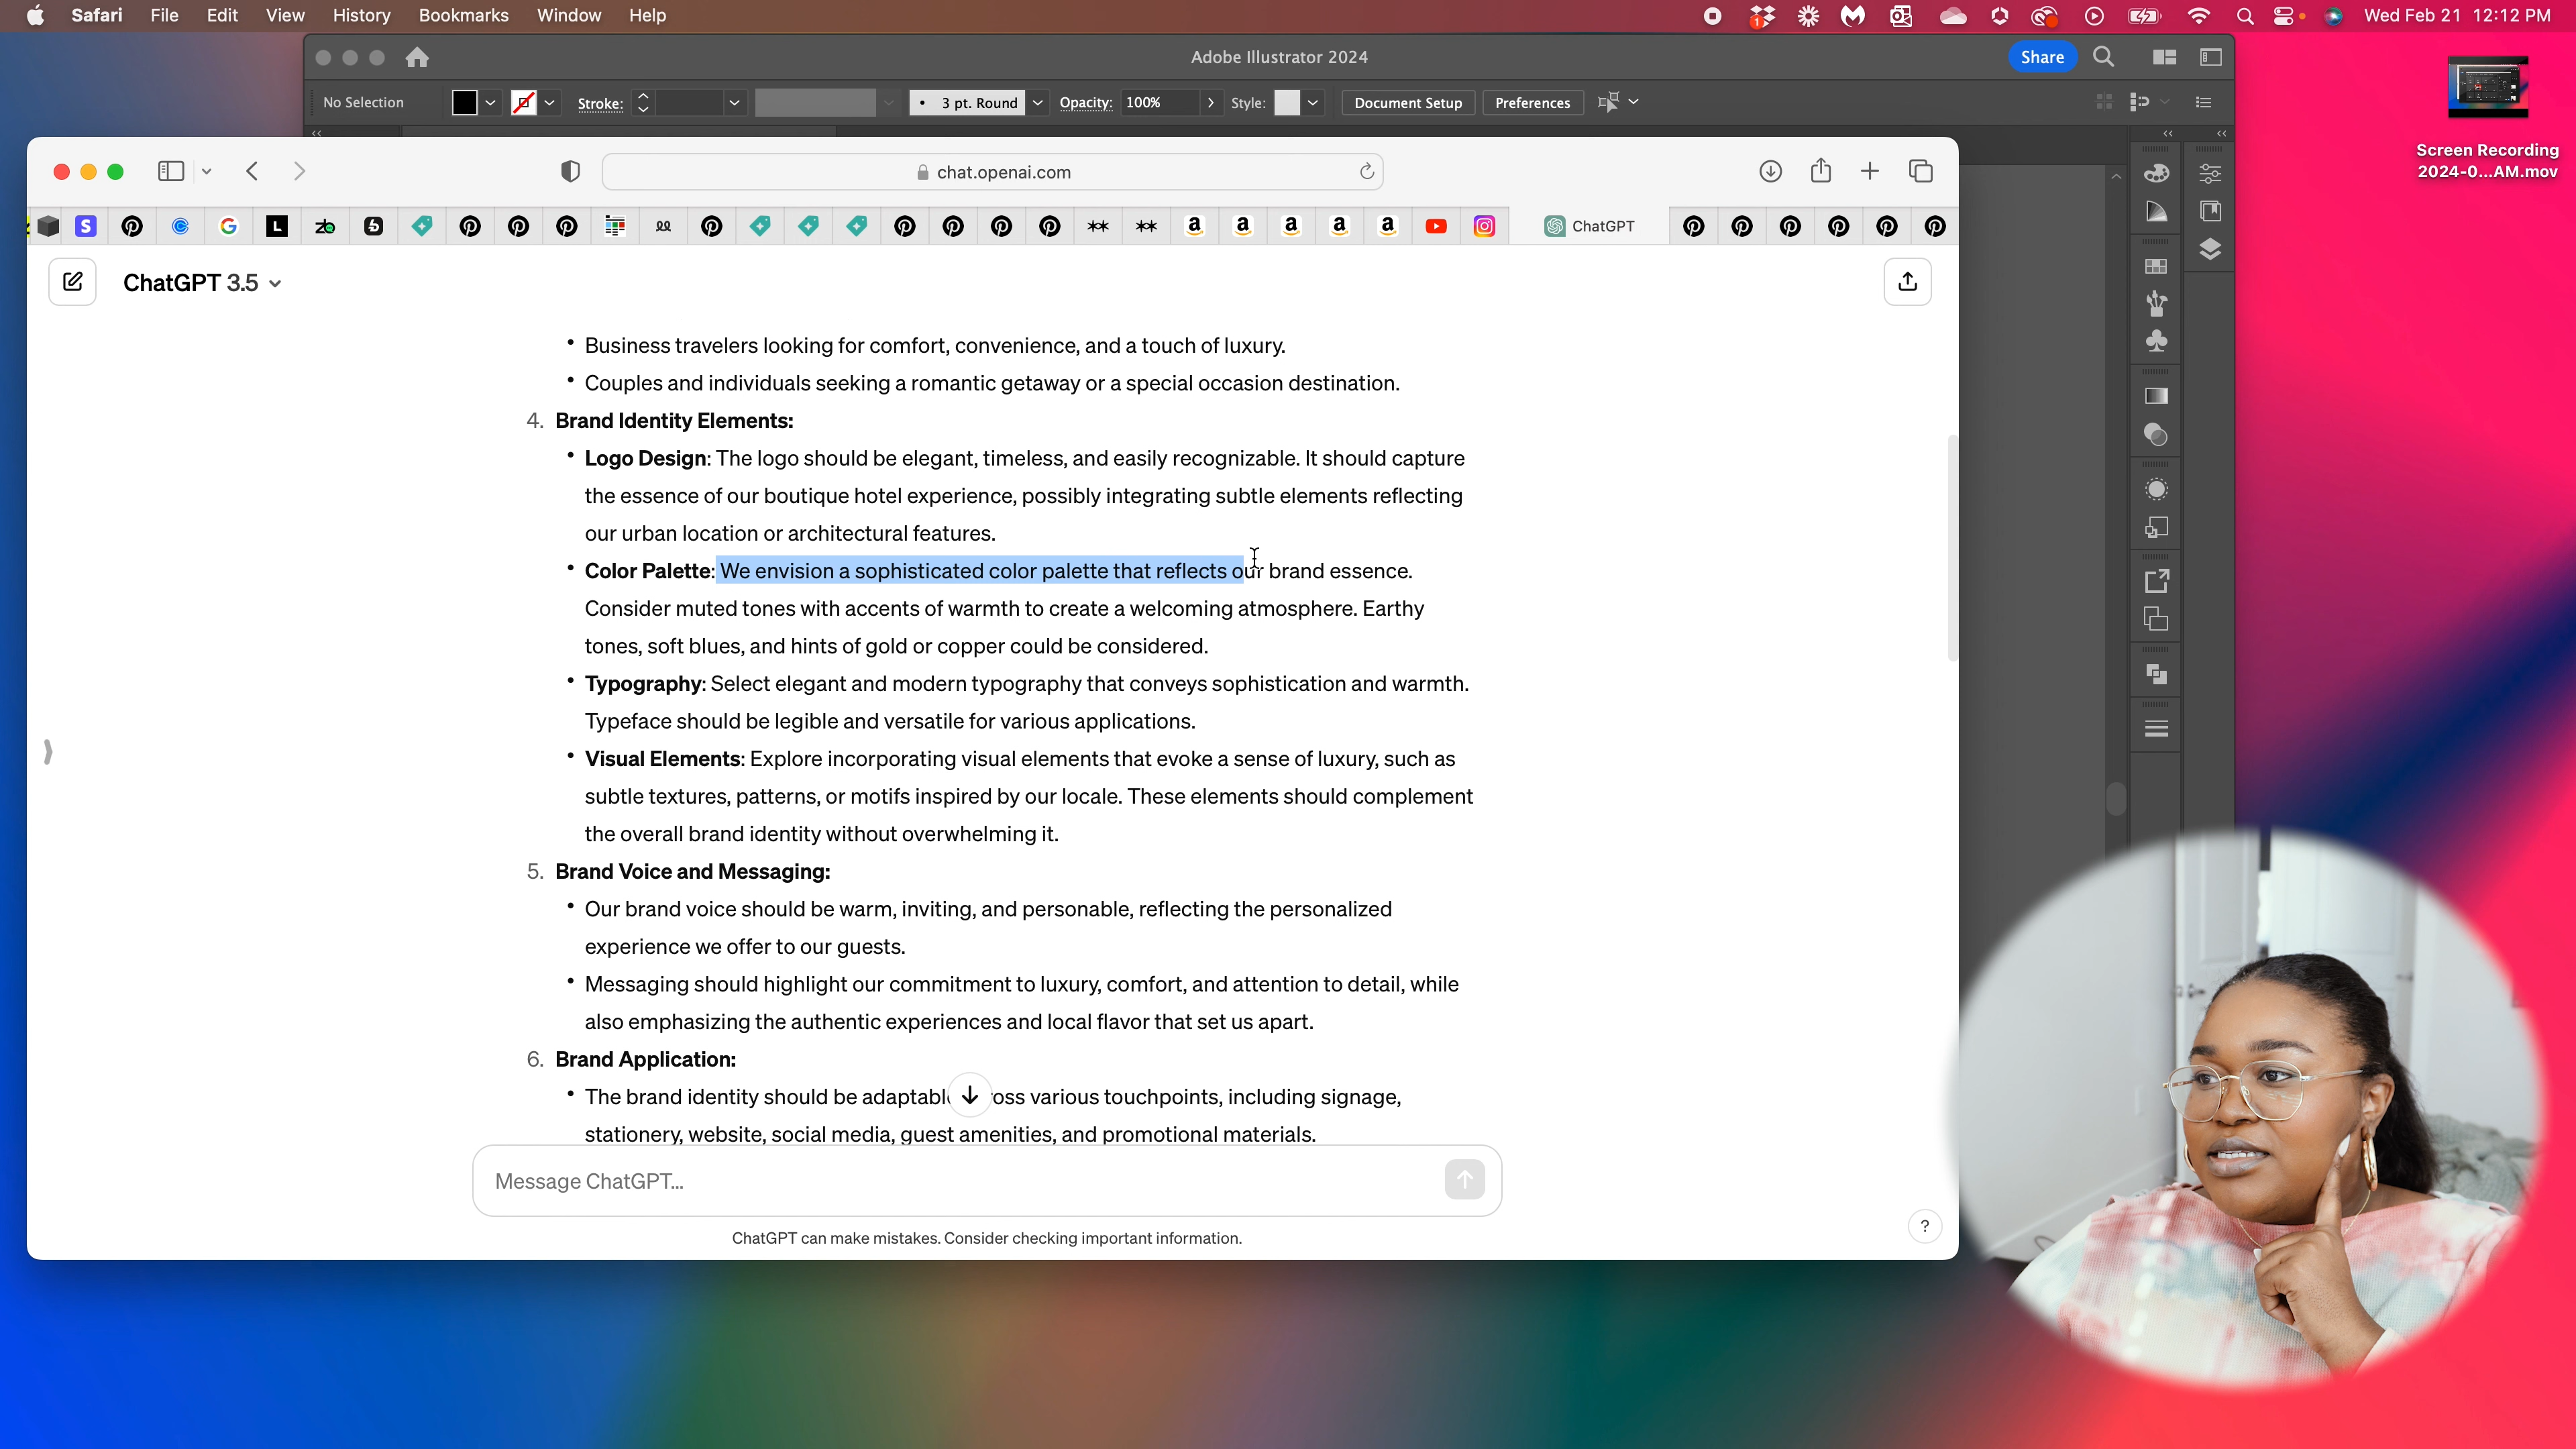 Safari File Edit View History Bookmarks Window Help
1
Wed Feb 21 12:12 PM
Adobe Illustrator 2024
Share
No Selection
Stroke:
3 pt. Round
Opacity: 100%
Style:
Document Setup
Preferences
Screen Recording
2024-0...AM.mov
chat.openai.com
ChatGPT
ChatGPT 3.5
• Business travelers looking for comfort, convenience, and a touch of luxury.
• Couples and individuals seeking a romantic getaway or a special occasion destination.
4. Brand Identity Elements:
• Logo Design: The logo should be elegant, timeless, and easily recognizable. It should capture
the essence of our boutique hotel experience, possibly integrating subtle elements reflecting
our urban location or architectural features.
• Color Palette: We envision a sophisticated color palette that reflects our brand essence.
Consider muted tones with accents of warmth to create a welcoming atmosphere. Earthy
tones, soft blues, and hints of gold or copper could be considered.
• Typography: Select elegant and modern typography that conveys sophistication and warmth.
Typeface should be legible and versatile for various applications.
• Visual Elements: Explore incorporating visual elements that evoke a sense of luxury, such as
subtle textures, patterns, or motifs inspired by our locale. These elements should complement
the overall brand identity without overwhelming it.
5. Brand Voice and Messaging:
• Our brand voice should be warm, inviting, and personable, reflecting the personalized
experience we offer to our guests.
• Messaging should highlight our commitment to luxury, comfort, and attention to detail, while
also emphasizing the authentic experiences and local flavor that set us apart.
6. Brand Application:
• The brand identity should be adaptabl oss various touchpoints, including signage,
stationery, website, social media, guest amenities, and promotional materials.
Message ChatGPT...
ChatGPT can make mistakes. Consider checking important information.
?